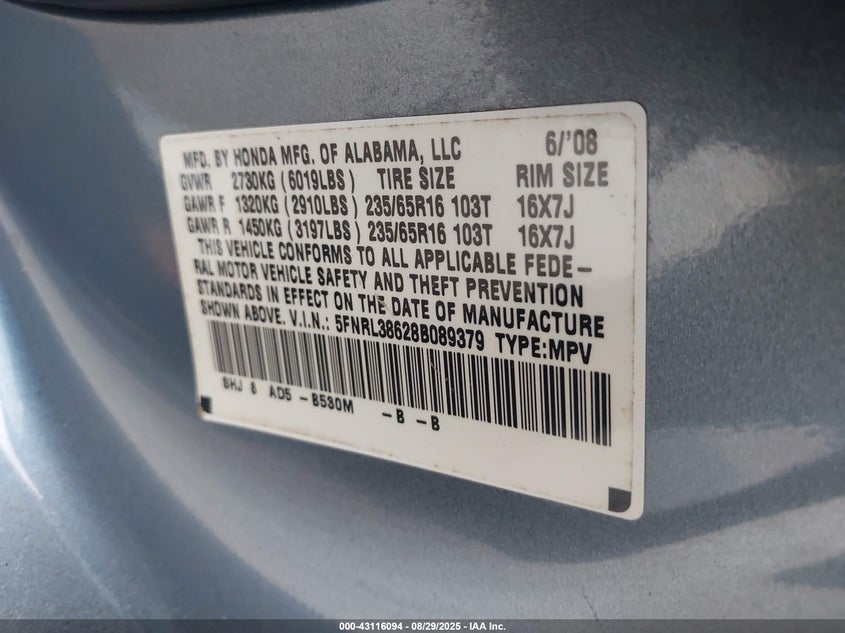 MFD. BY HONDA MFG. OF ALABAMA, LLC 6/'08
GVWR 2730KG (6019LBS) TIRE SIZE RIM SIZE
GAWR F 1320KG (2910LBS) 235/65R16 103T 16X7J
GAWR R 1450KG (3197LBS) 235/65R16 103T 16X7J
THIS VEHICLE CONFORMS TO ALL APPLICABLE FEDE-
RAL MOTOR VEHICLE SAFETY AND THEFT PREVENTION
STANDARDS IN EFFECT ON THE DATE OF MANUFACTURE
SHOWN ABOVE. V.I.N.: 5FNRL38628B089379 TYPE:MPV
SHJ 8 AD5 - B530M - B - B
000-43116094 - 08/29/2025 - IAA Inc.